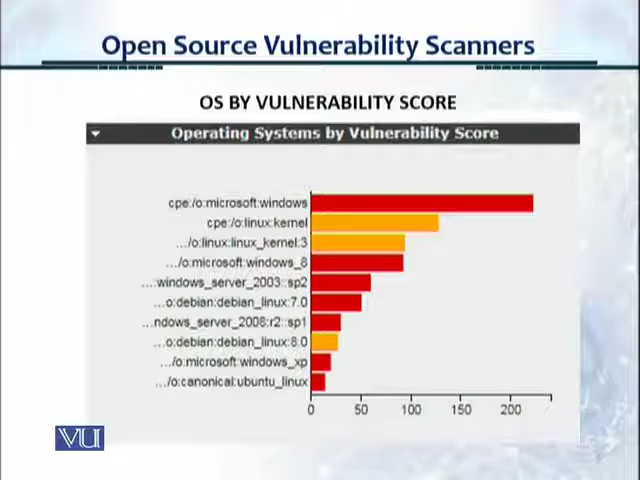 Open Source Vulnerability Scanners
OS BY VULNERABILITY SCORE
Operating Systems by Vulnerability Score
cpe:/o:microsoft:windows
cpe:/o:linux:kernel
.../o:linux:linux_kernel:3
.../o:microsoft:windows_8
...:windows_server_2003::sp2
...o:debian:debian_linux:7.0
...ndows_server_2008:r2::sp1
...o:debian:debian_linux:8.0
.../o:microsoft:windows_xp
.../o:canonical:ubuntu_linux
0 50 100 150 200
VU